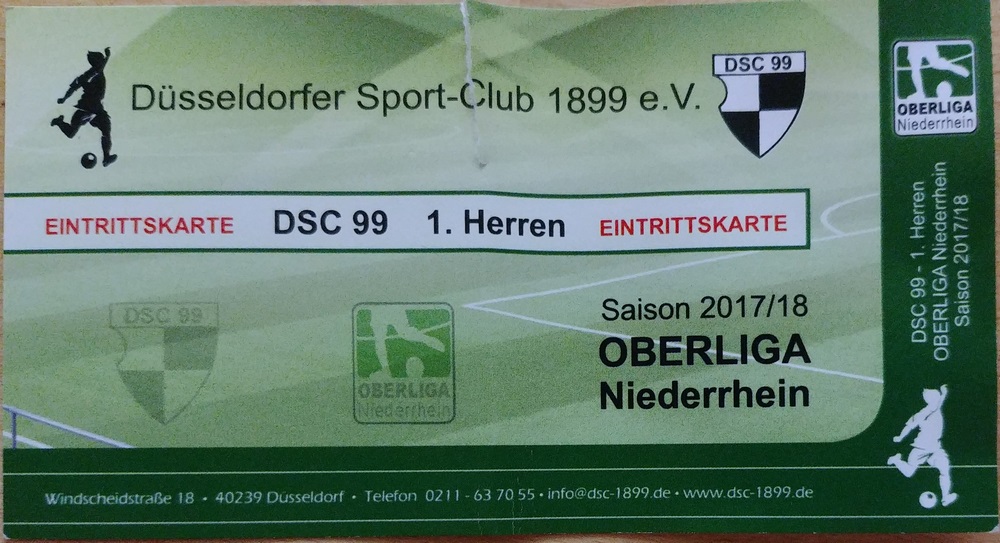 Düsseldorfer Sport-Club 1899 e.V.
DSC 99
EINTRITTSKARTE DSC 99 1. Herren EINTRITTSKARTE
DSC 99
OBERLIGA
Niederrhein
Saison 2017/18
OBERLIGA
Niederrhein
Windscheidstraße 18 • 40239 Düsseldorf • Telefon 0211 - 63 70 55 • info@dsc-1899.de • www.dsc-1899.de
OBERLIGA
Niederrhein
DSC 99 - 1. Herren
OBERLIGA Niederrhein
Saison 2017/18